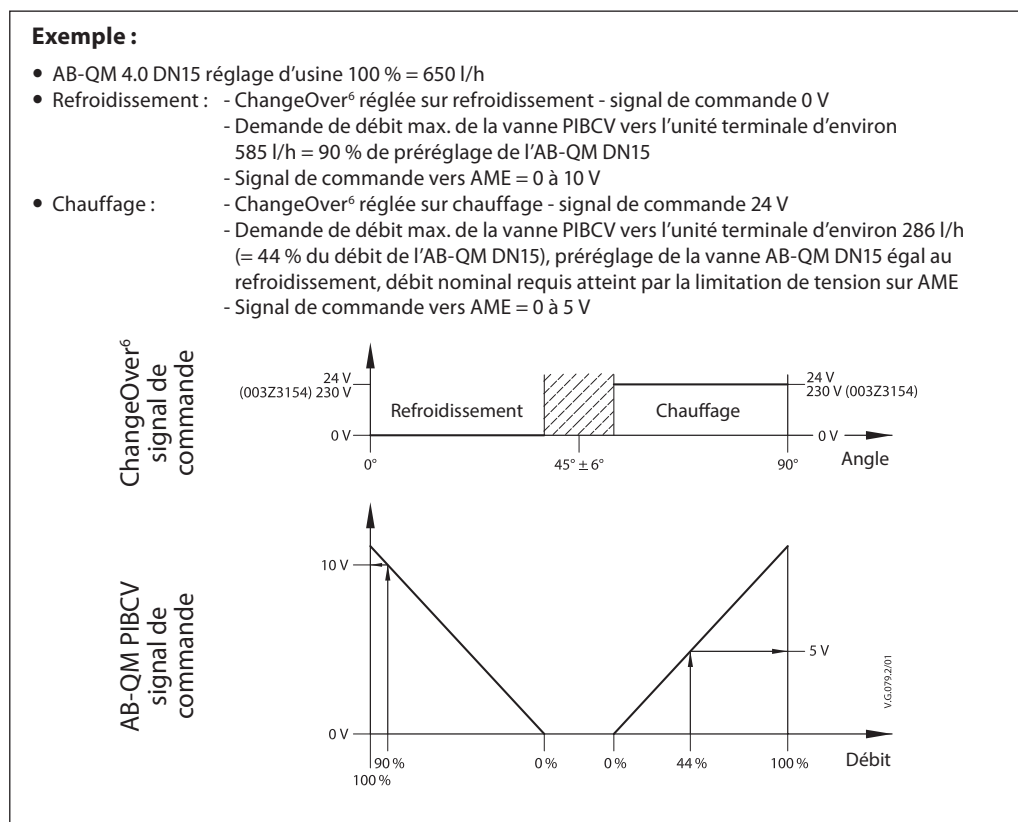 Exemple :
• AB-QM 4.0 DN15 réglage d'usine 100 % = 650 l/h
• Refroidissement : - ChangeOver⁶ réglée sur refroidissement - signal de commande 0 V
- Demande de débit max. de la vanne PIBCV vers l'unité terminale d'environ
585 l/h = 90 % de préréglage de l'AB-QM DN15
- Signal de commande vers AME = 0 à 10 V
• Chauffage : - ChangeOver⁶ réglée sur chauffage - signal de commande 24 V
- Demande de débit max. de la vanne PIBCV vers l'unité terminale d'environ 286 l/h
(= 44 % du débit de l'AB-QM DN15), préréglage de la vanne AB-QM DN15 égal au
refroidissement, débit nominal requis atteint par la limitation de tension sur AME
- Signal de commande vers AME = 0 à 5 V
ChangeOver⁶
signal de
commande
24 V
(003Z3154) 230 V
Refroidissement
Chauffage
24 V
230 V (003Z3154)
0 V
0 V
0°
45° ± 6°
90°
Angle
AB-QM PIBCV
signal de
commande
10 V
5 V
V.G.079.2/01
0 V
90 %
100 %
0 %
0 %
44 %
100 %
Débit